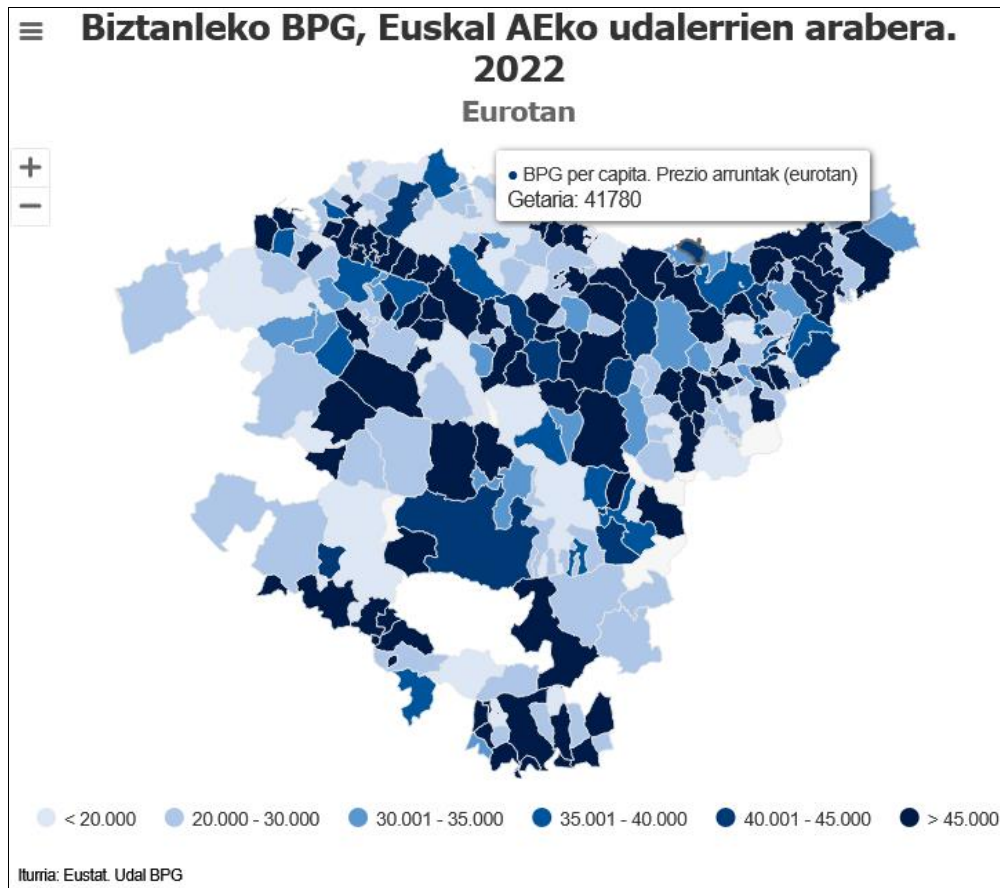 Biztanleko BPG, Euskal AEko udalerrien arabera.
2022
Eurotan
• BPG per capita. Prezio arruntak (eurotan)
Getaria: 41780
< 20.000
20.000 - 30.000
30.001 - 35.000
35.001 - 40.000
40.001 - 45.000
> 45.000
Iturria: Eustat. Udal BPG